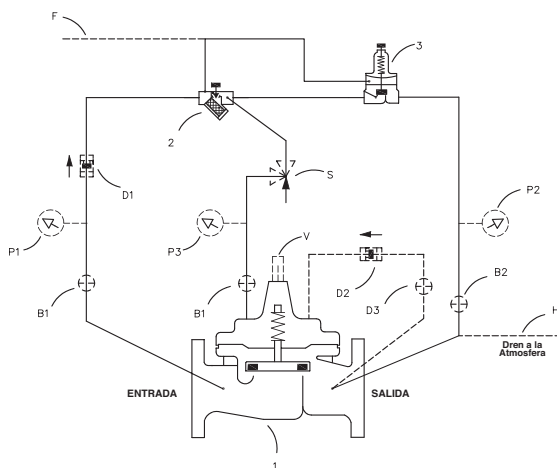 F
3
2
S
D1
P1
P3
P2
V
D2
D3
B2
B1
B1
H
Dren a la
Atmosfera
ENTRADA
SALIDA
1